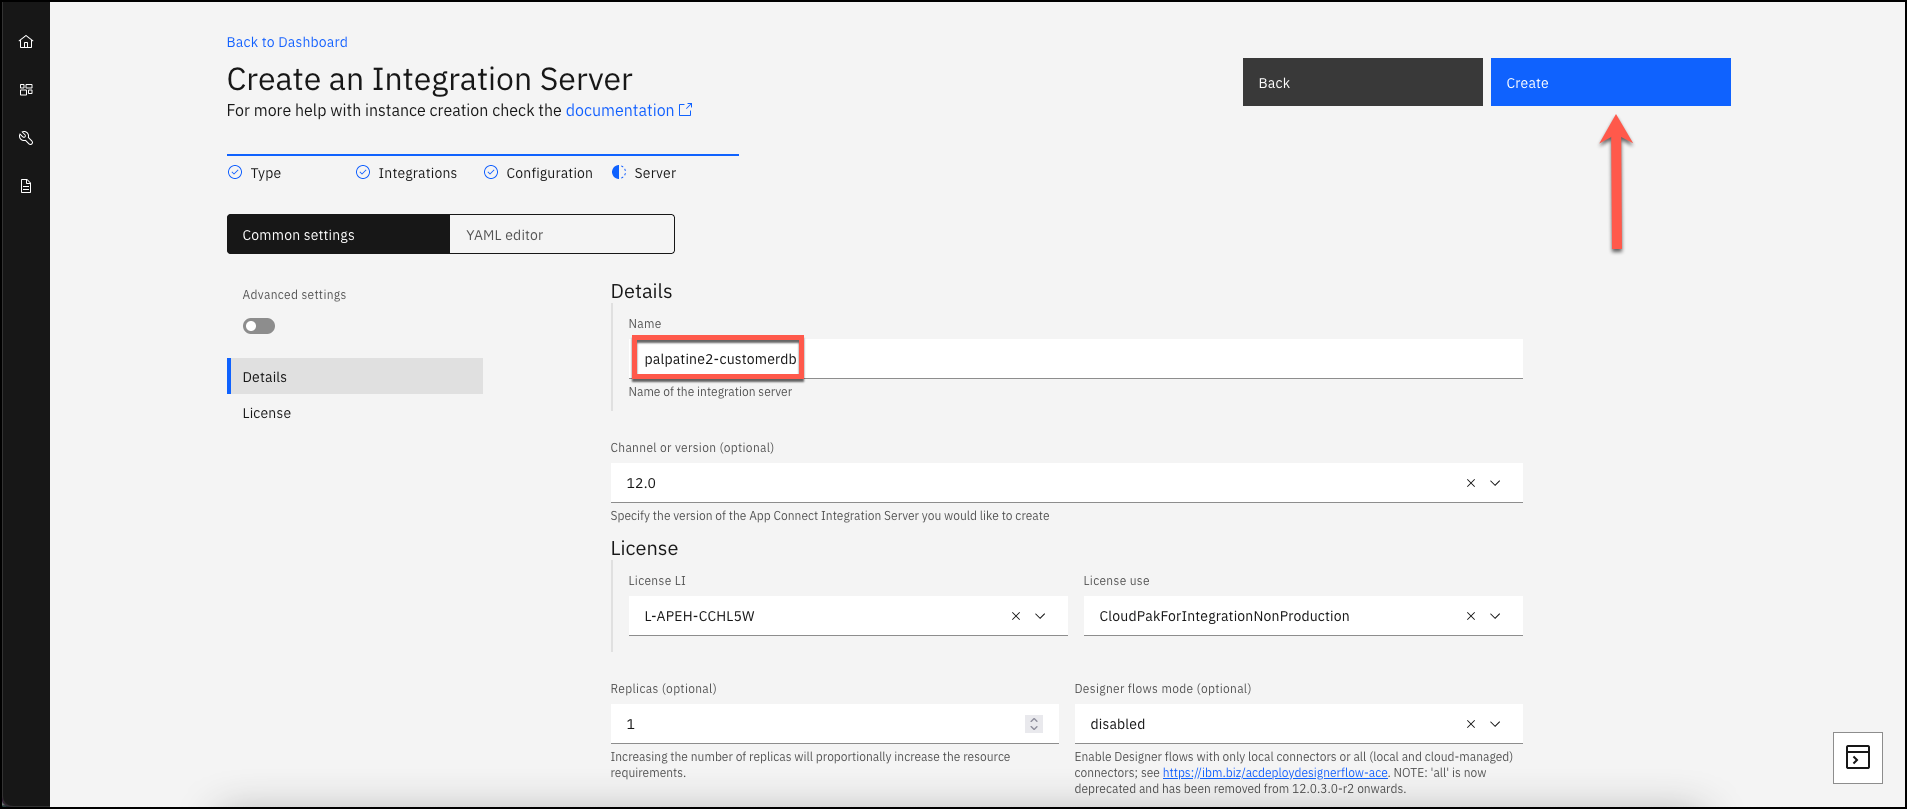 Back to Dashboard
Create an Integration Server
For more help with instance creation check the documentation
Back
Create
Type
Integrations
Configuration
Server
Common settings
YAML editor
Advanced settings
Details
License
Details
Name
palpatine2-customerdb
Name of the integration server
Channel or version (optional)
12.0
Specify the version of the App Connect Integration Server you would like to create
License
License LI
License use
L-APEH-CCHL5W
CloudPakForIntegrationNonProduction
Replicas (optional)
Designer flows mode (optional)
1
disabled
Increasing the number of replicas will proportionally increase the resource
requirements.
Enable Designer flows with only local connectors or all (local and cloud-managed)
connectors; see https://ibm.biz/acdeploydesignerflow-ace. NOTE: 'all' is now
deprecated and has been removed from 12.0.3.0-r2 onwards.